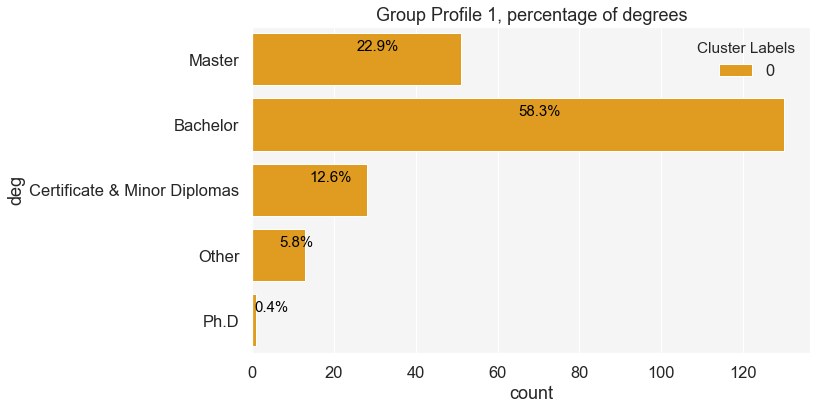 Group Profile 1, percentage of degrees
Cluster Labels
0
Master
22.9%
Bachelor
58.3%
Certificate & Minor Diplomas
12.6%
Other
5.8%
Ph.D
0.4%
deg
0 20 40 60 80 100 120
count